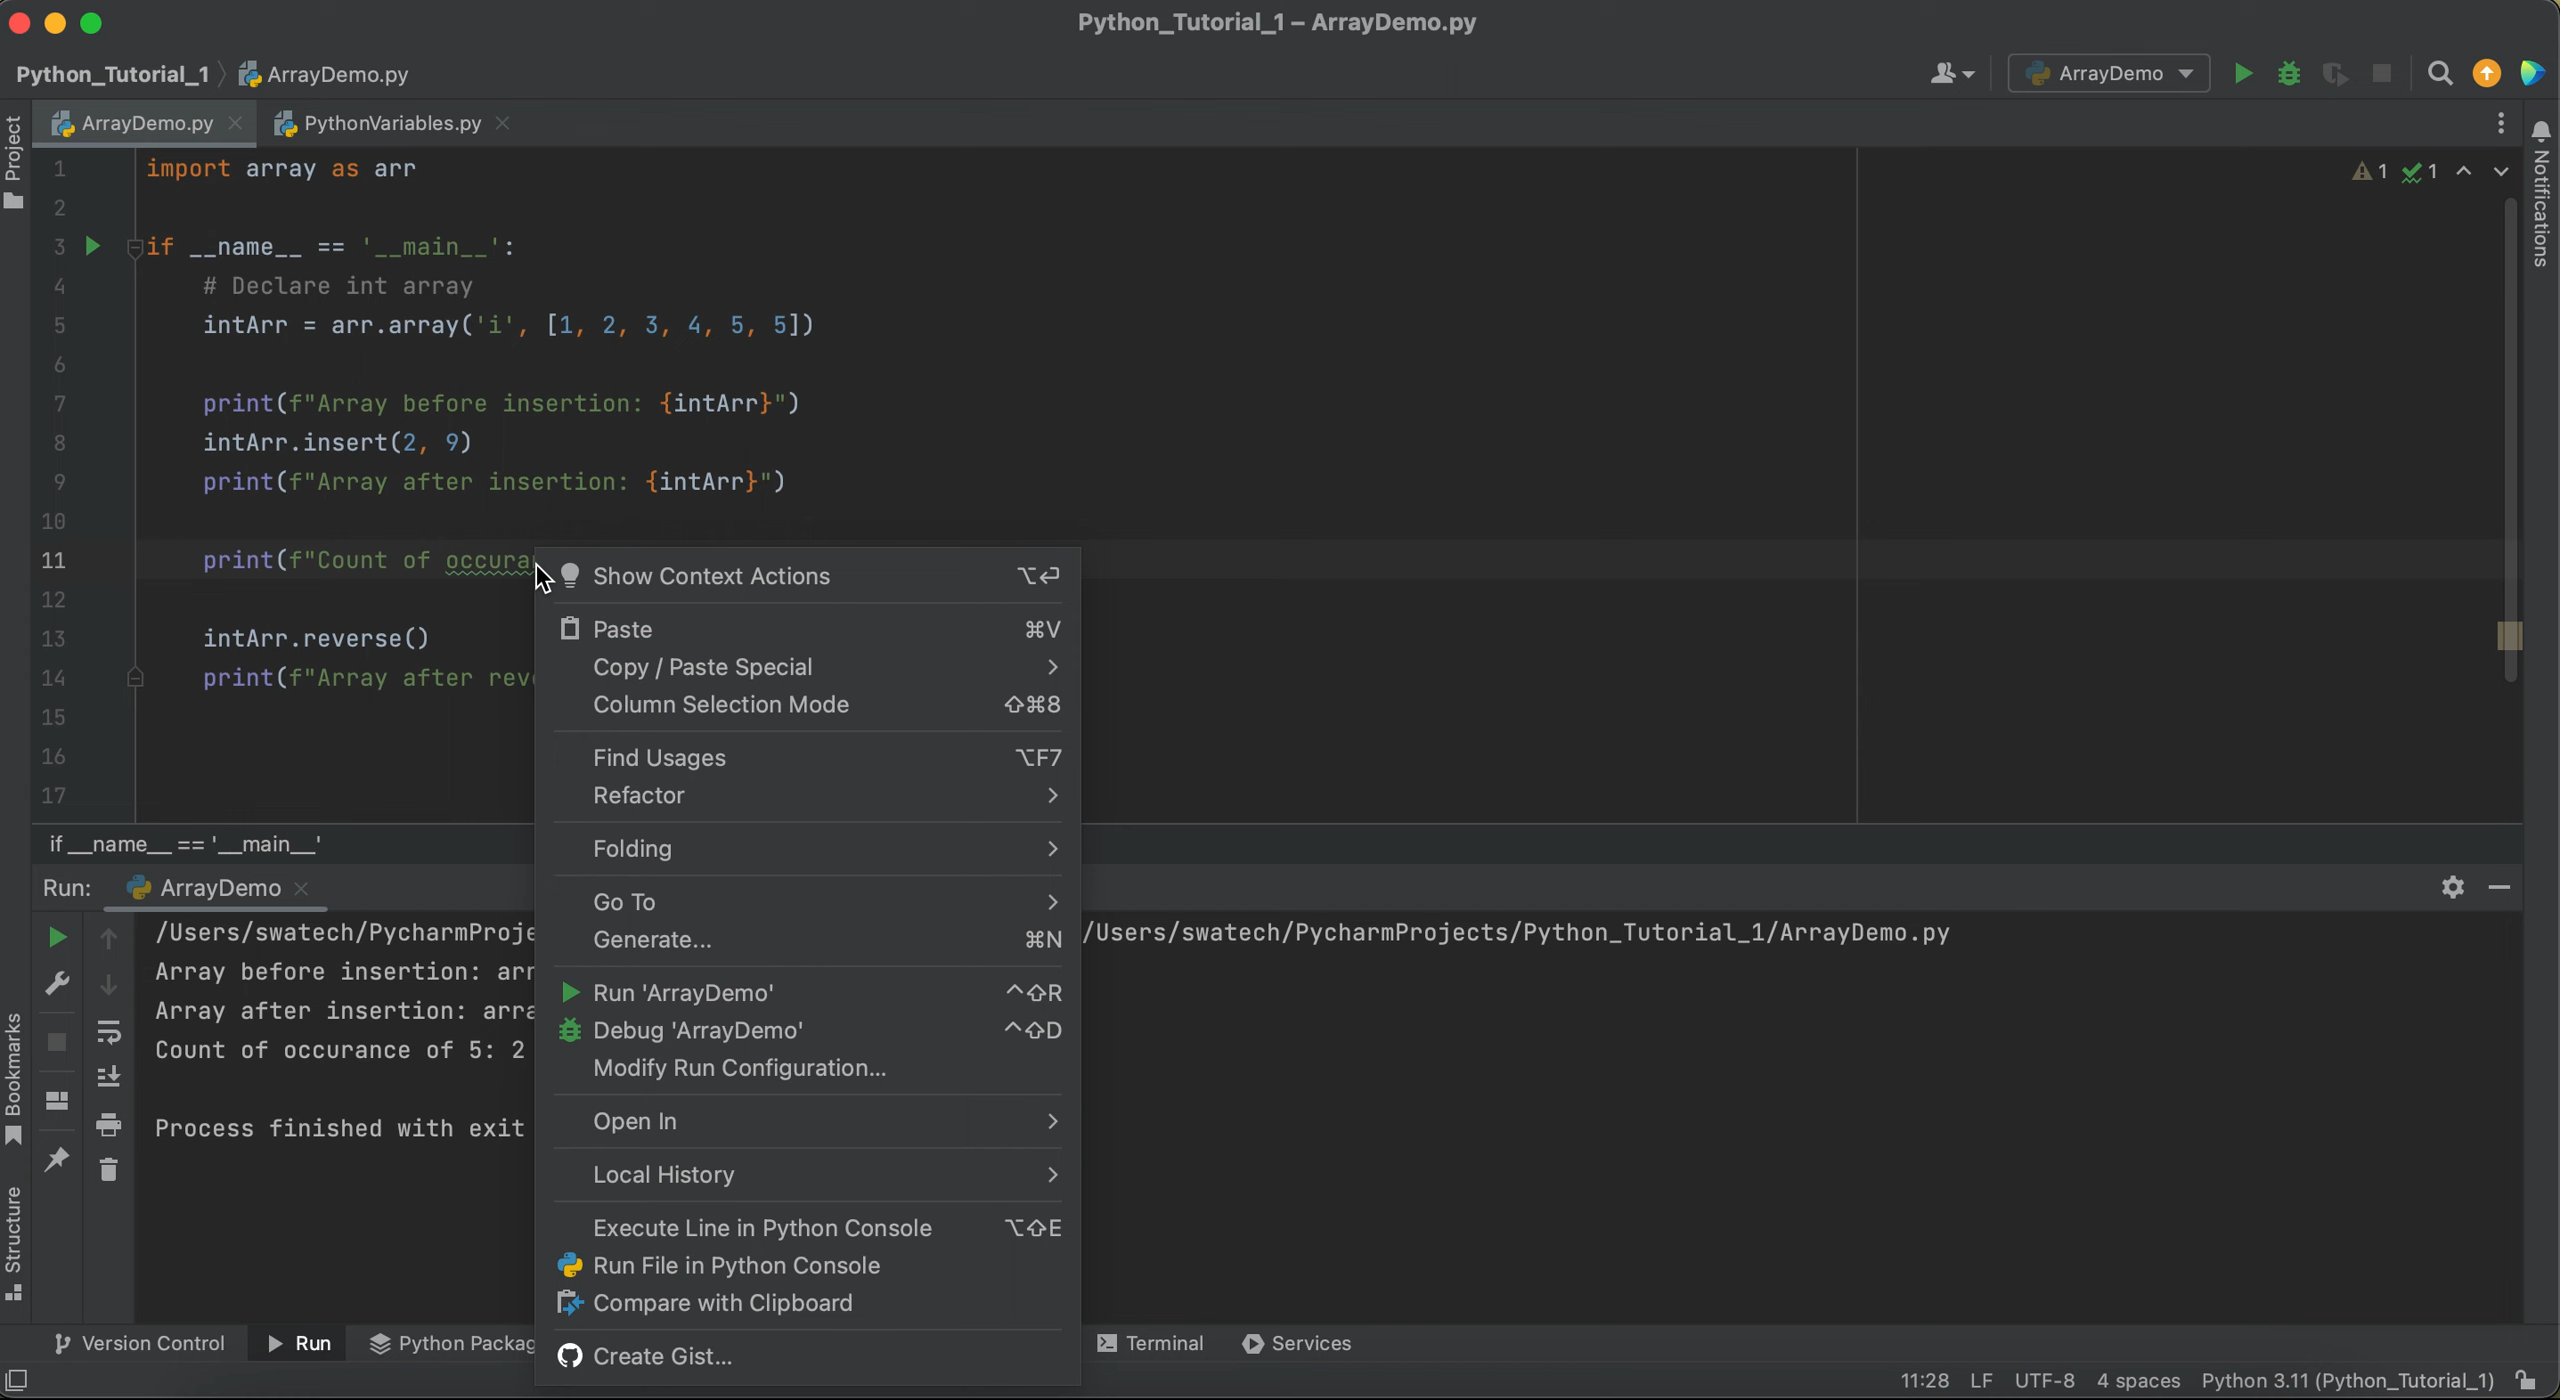 Python_Tutorial_1 – ArrayDemo.py
Python_Tutorial_1 ArrayDemo.py
ArrayDemo
ArrayDemo.py PythonVariables.py
Project
Notifications
1 1
1 import array as arr
2
3 if __name__ == '__main__':
4 # Declare int array
5 intArr = arr.array('i', [1, 2, 3, 4, 5, 5])
6
7 print(f"Array before insertion: {intArr}")
8 intArr.insert(2, 9)
9 print(f"Array after insertion: {intArr}")
10
11 print(f"Count of
12
13 intArr.reverse()
14 print(f"Array after
15
16
17
if __name__ == '__main__'
Show Context Actions ⌥⏎
Paste ⌘V
Copy / Paste Special
Column Selection Mode ⇧⌘8
Find Usages ⌥F7
Refactor
Folding
Go To
Generate... ⌘N
Run 'ArrayDemo' ^⇧R
Debug 'ArrayDemo' ^⇧D
Modify Run Configuration...
Open In
Local History
Execute Line in Python Console ⌥⇧E
Run File in Python Console
Compare with Clipboard
Create Gist...
Run: ArrayDemo
/Users/swatech/PycharmProje /Users/swatech/PycharmProjects/Python_Tutorial_1/ArrayDemo.py
Array before insertion:
Array after insertion:
Count of occurance of 5: 2
Process finished with exit
Bookmarks
Structure
Version Control Run Python Terminal Services
11:28 LF UTF-8 4 spaces Python 3.11 (Python_Tutorial_1)